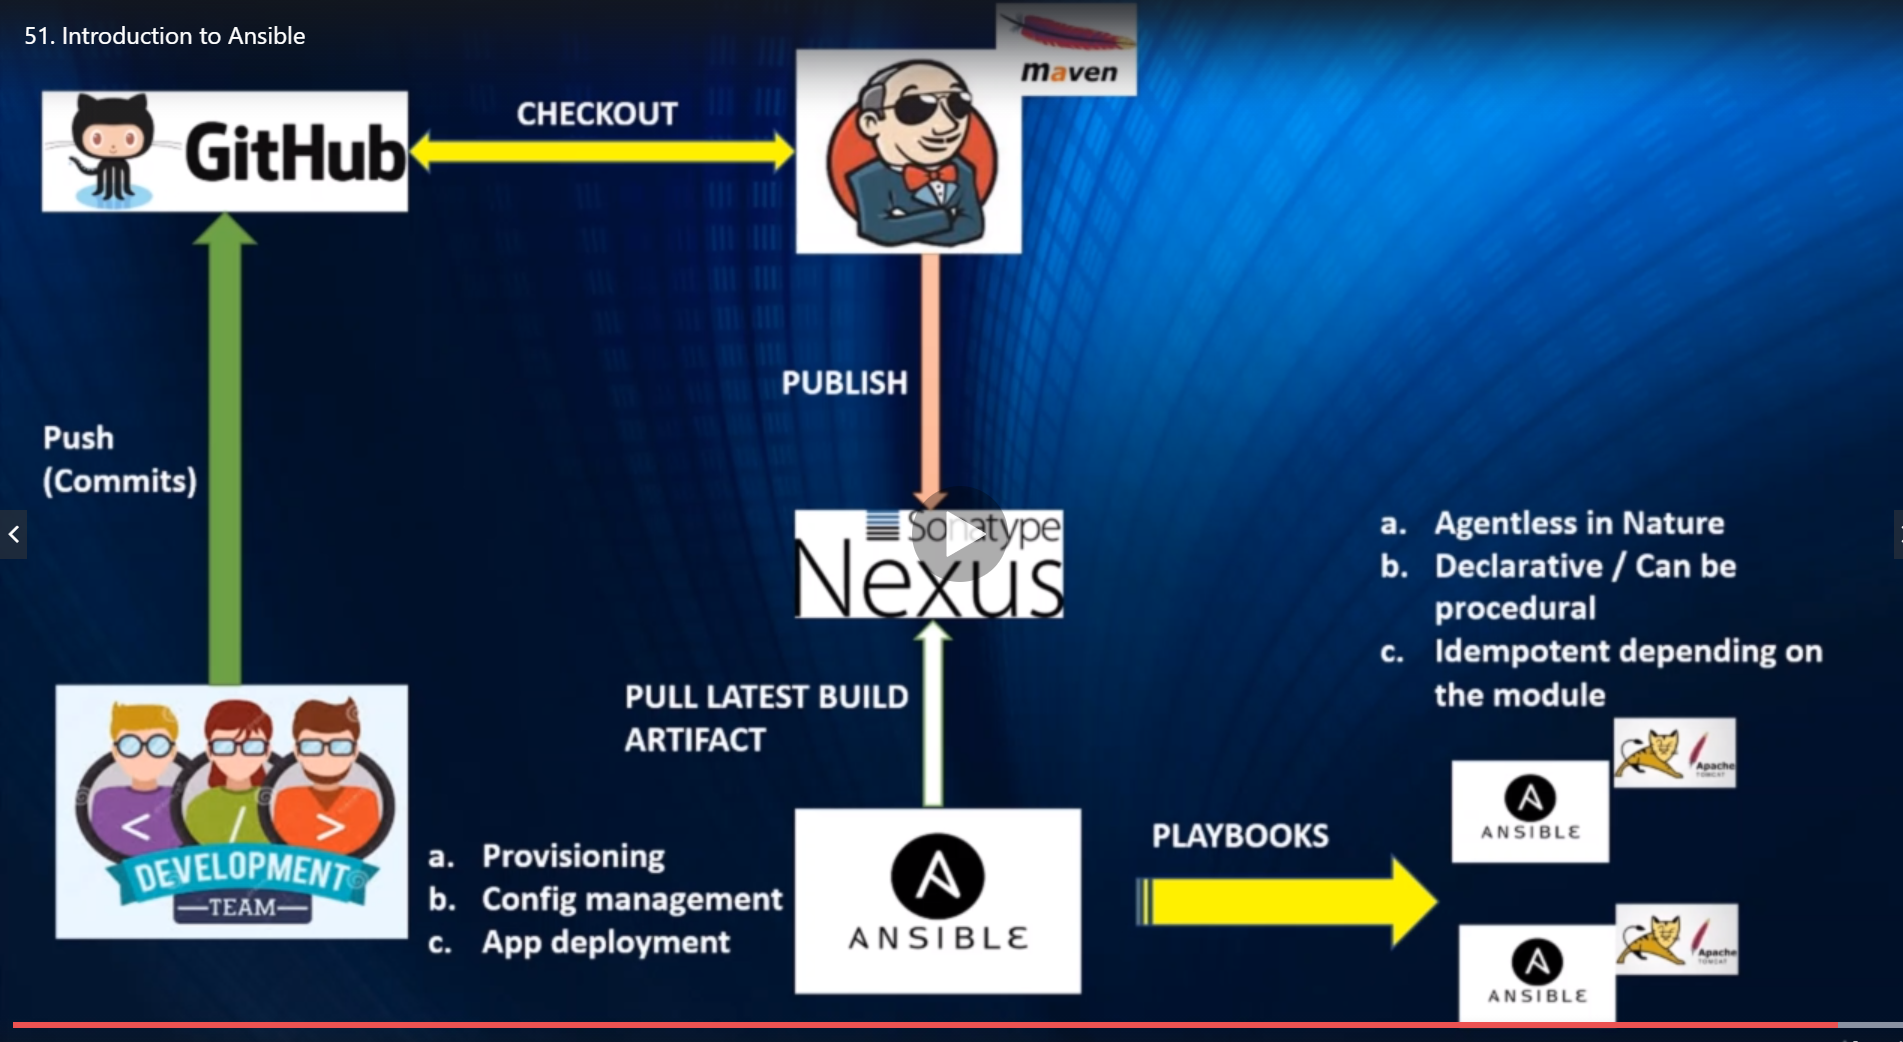 51. Introduction to Ansible
maven
GitHub
CHECKOUT
PUBLISH
Push
(Commits)
Sonatype
Nexus
a. Agentless in Nature
b. Declarative / Can be
procedural
c. Idempotent depending on
the module
PULL LATEST BUILD
ARTIFACT
Apache
TOMCAT
ANSIBLE
PLAYBOOKS
< / >
DEVELOPMENT
TEAM
a. Provisioning
b. Config management
c. App deployment
ANSIBLE
Apache
TOMCAT
ANSIBLE